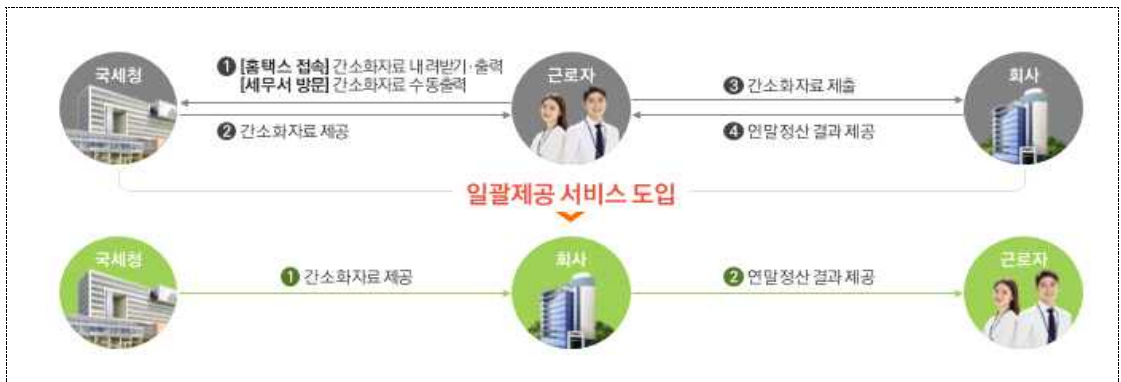 국세청
❶ [홈택스 접속] 간소화자료 내려받기·출력
[세무서 방문] 간소화자료 수동출력
❷ 간소화자료 제공
근로자
❸ 간소화자료 제출
❹ 연말정산 결과 제공
회사
일괄제공 서비스 도입
국세청
❶ 간소화자료 제공
회사
❷ 연말정산 결과 제공
근로자